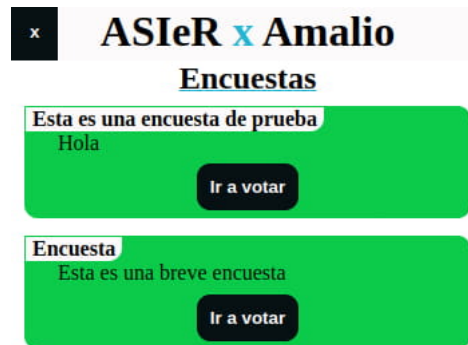 x
ASIeR x Amalio
Encuestas
Esta es una encuesta de prueba
Hola
Ir a votar
Encuesta
Esta es una breve encuesta
Ir a votar